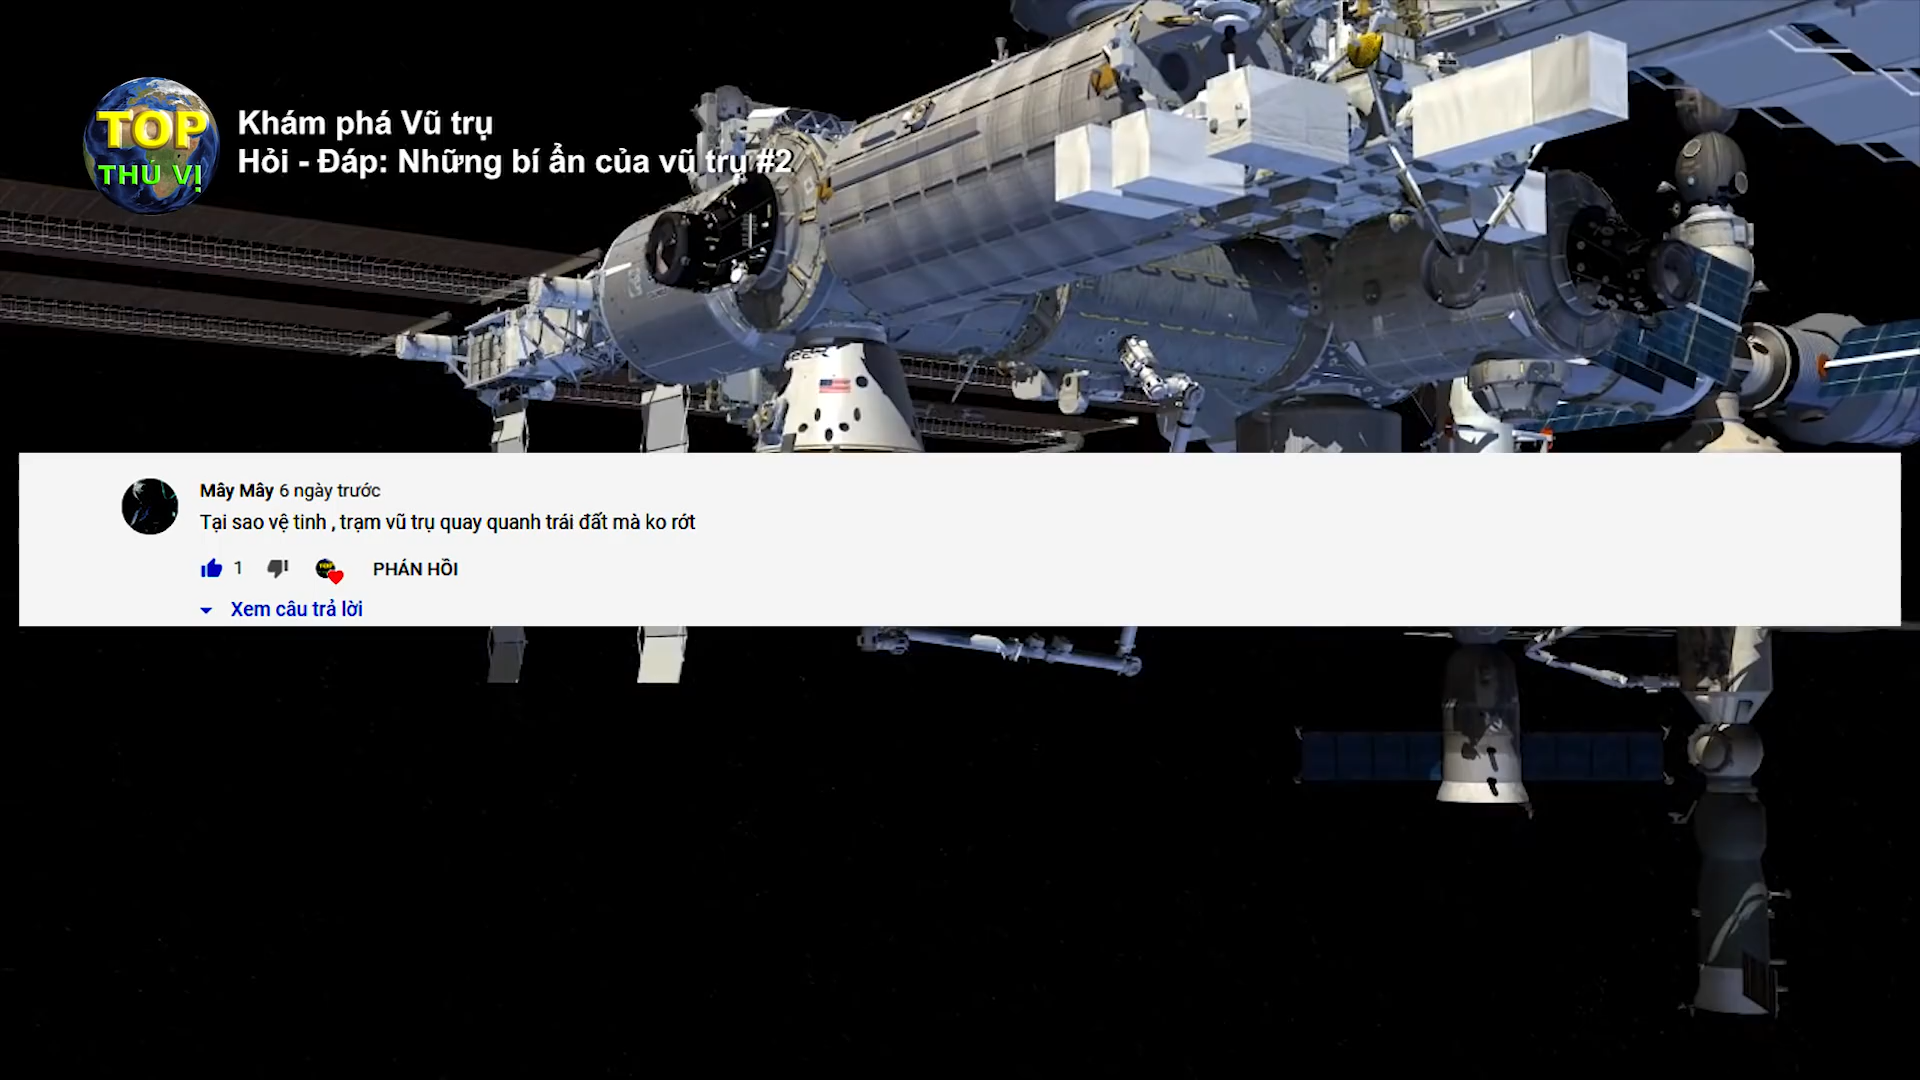 TOP
THÚ VỊ
Khám phá Vũ trụ
Hỏi - Đáp: Những bí ẩn của vũ trụ #2
Mây Mây 6 ngày trước
Tại sao vệ tinh , trạm vũ trụ quay quanh trái đất mà ko rớt
1
TOP
PHẢN HỒI
Xem câu trả lời